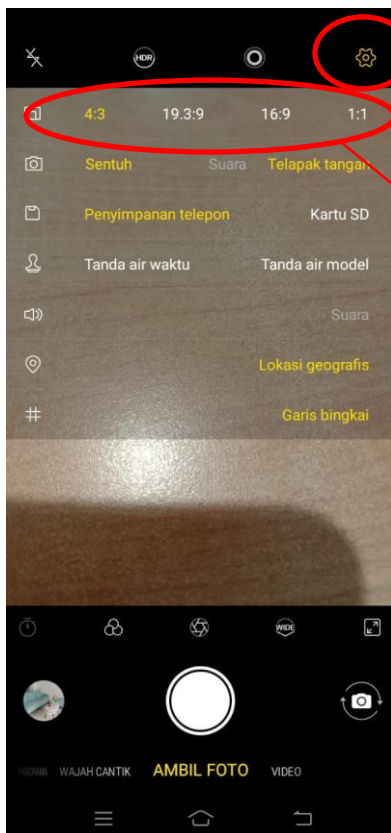 HDR
4:3 19.3:9 16:9 1:1
Sentuh Suara Telapak tangan
Penyimpanan telepon Kartu SD
Tanda air waktu Tanda air model
Suara
Lokasi geografis
Garis bingkai
WIDE
PANORAMA WAJAH CANTIK AMBIL FOTO VIDEO